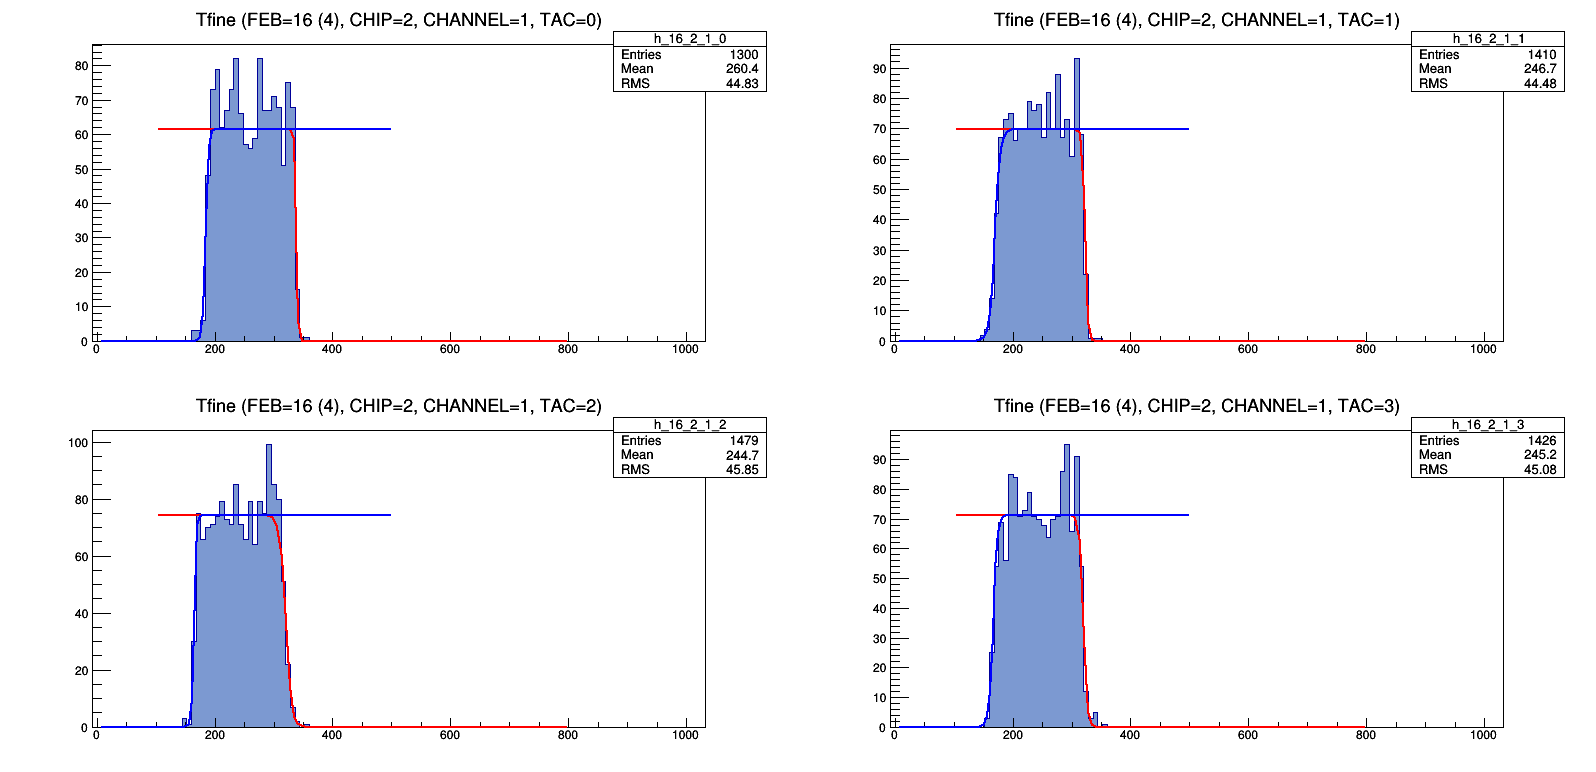 Tfine (FEB=16 (4), CHIP=2, CHANNEL=1, TAC=0)
h_16_2_1_0
Entries 1300
Mean 260.4
RMS 44.83
80
70
60
50
40
30
20
10
0
0 200 400 600 800 1000
Tfine (FEB=16 (4), CHIP=2, CHANNEL=1, TAC=1)
h_16_2_1_1
Entries 1410
Mean 246.7
RMS 44.48
90
80
70
60
50
40
30
20
10
0
0 200 400 600 800 1000
Tfine (FEB=16 (4), CHIP=2, CHANNEL=1, TAC=2)
h_16_2_1_2
Entries 1479
Mean 244.7
RMS 45.85
100
80
60
40
20
0
0 200 400 600 800 1000
Tfine (FEB=16 (4), CHIP=2, CHANNEL=1, TAC=3)
h_16_2_1_3
Entries 1426
Mean 245.2
RMS 45.08
90
80
70
60
50
40
30
20
10
0
0 200 400 600 800 1000